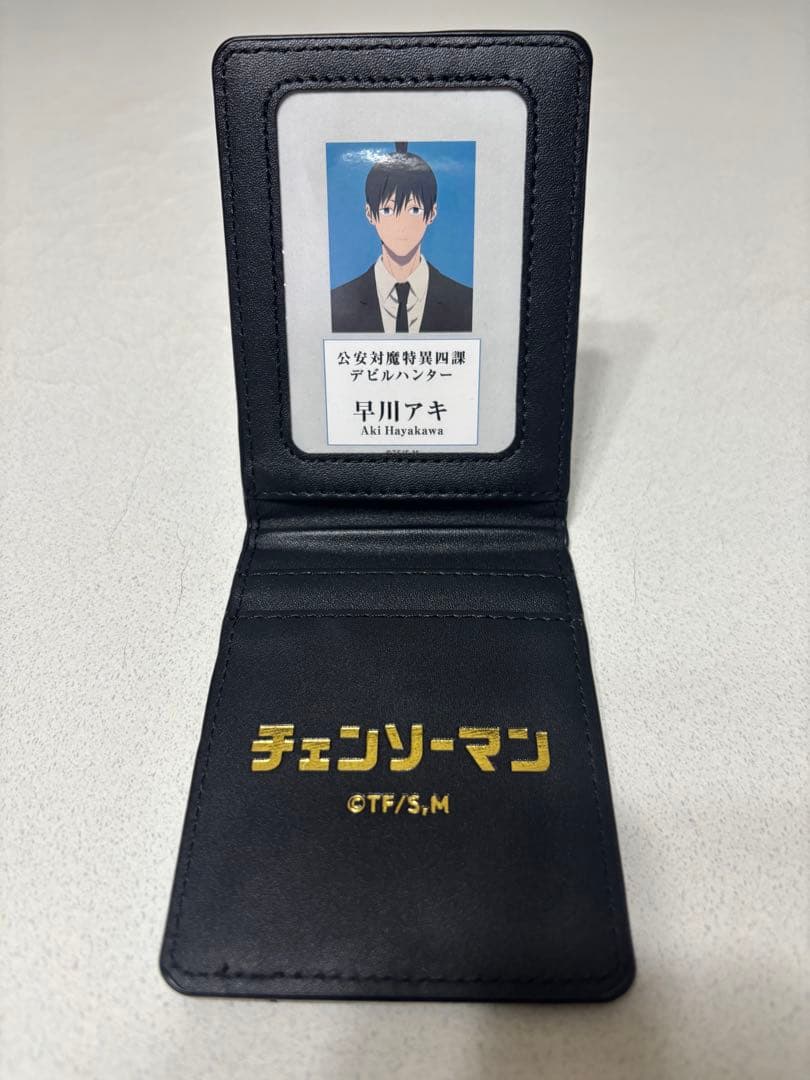 公安対魔特異四課
デビルハンター
早川アキ
Aki Hayakawa
チェンソーマン
©TF/S,M